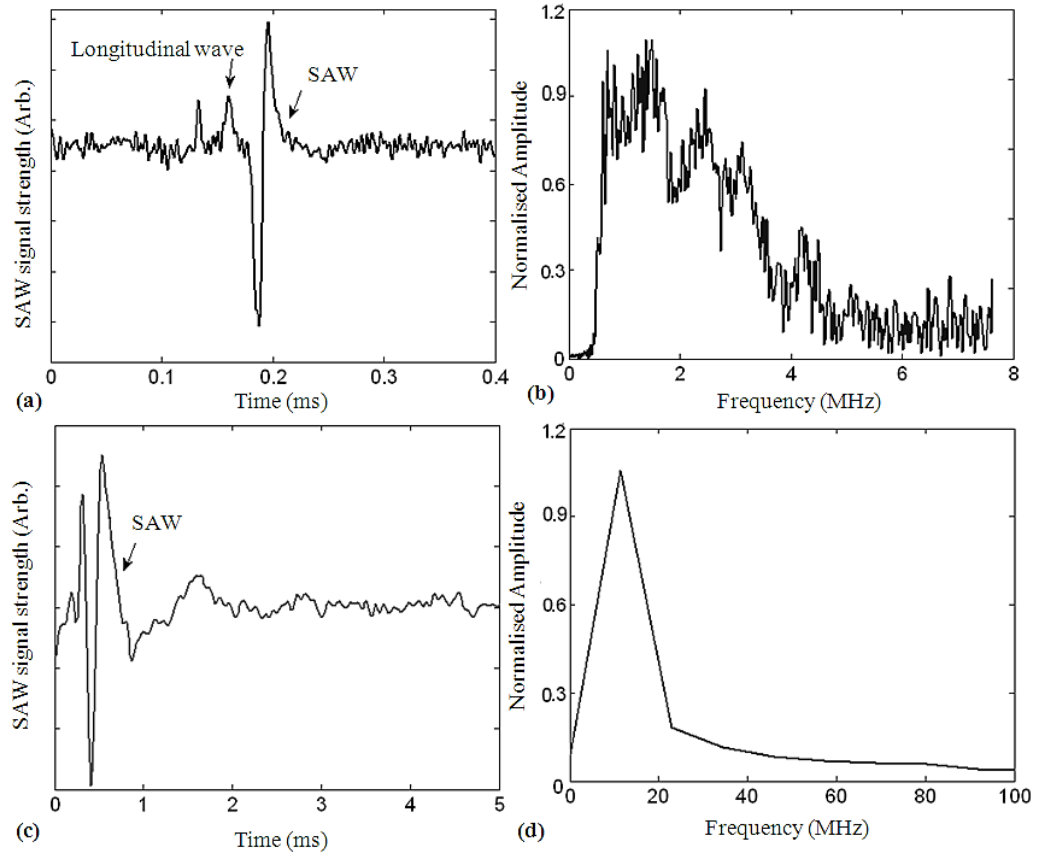 SAW signal strength (Arb.)
Longitudinal wave
SAW
0
0.1
0.2
0.3
0.4
Time (ms)
(a)
Normalised Amplitude
1.2
0.9
0.6
0.3
0
0
2
4
6
8
Frequency (MHz)
(b)
SAW signal strength (Arb.)
SAW
0
1
2
3
4
5
Time (ms)
(c)
Normalised Amplitude
1.2
0.9
0.6
0.3
0
0
20
40
60
80
100
Frequency (MHz)
(d)